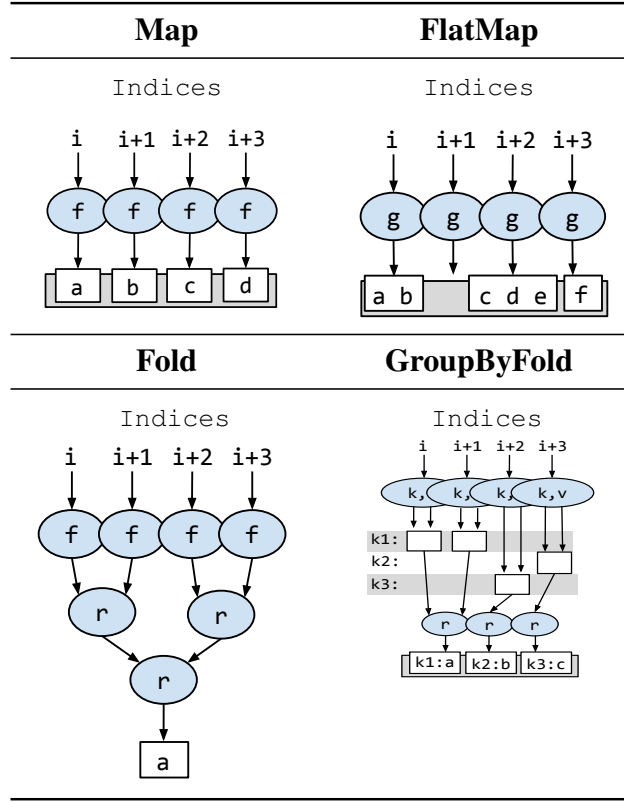 Map FlatMap
Indices Indices
i i+1 i+2 i+3 i i+1 i+2 i+3
f f f f g g g g
a b c d a b c d e f
Fold GroupByFold
Indices Indices
i i+1 i+2 i+3 i i+1 i+2 i+3
f f f f k, k, k, k,v
k1:
k2:
k3:
r r r r r
k1:a k2:b k3:c
r
a